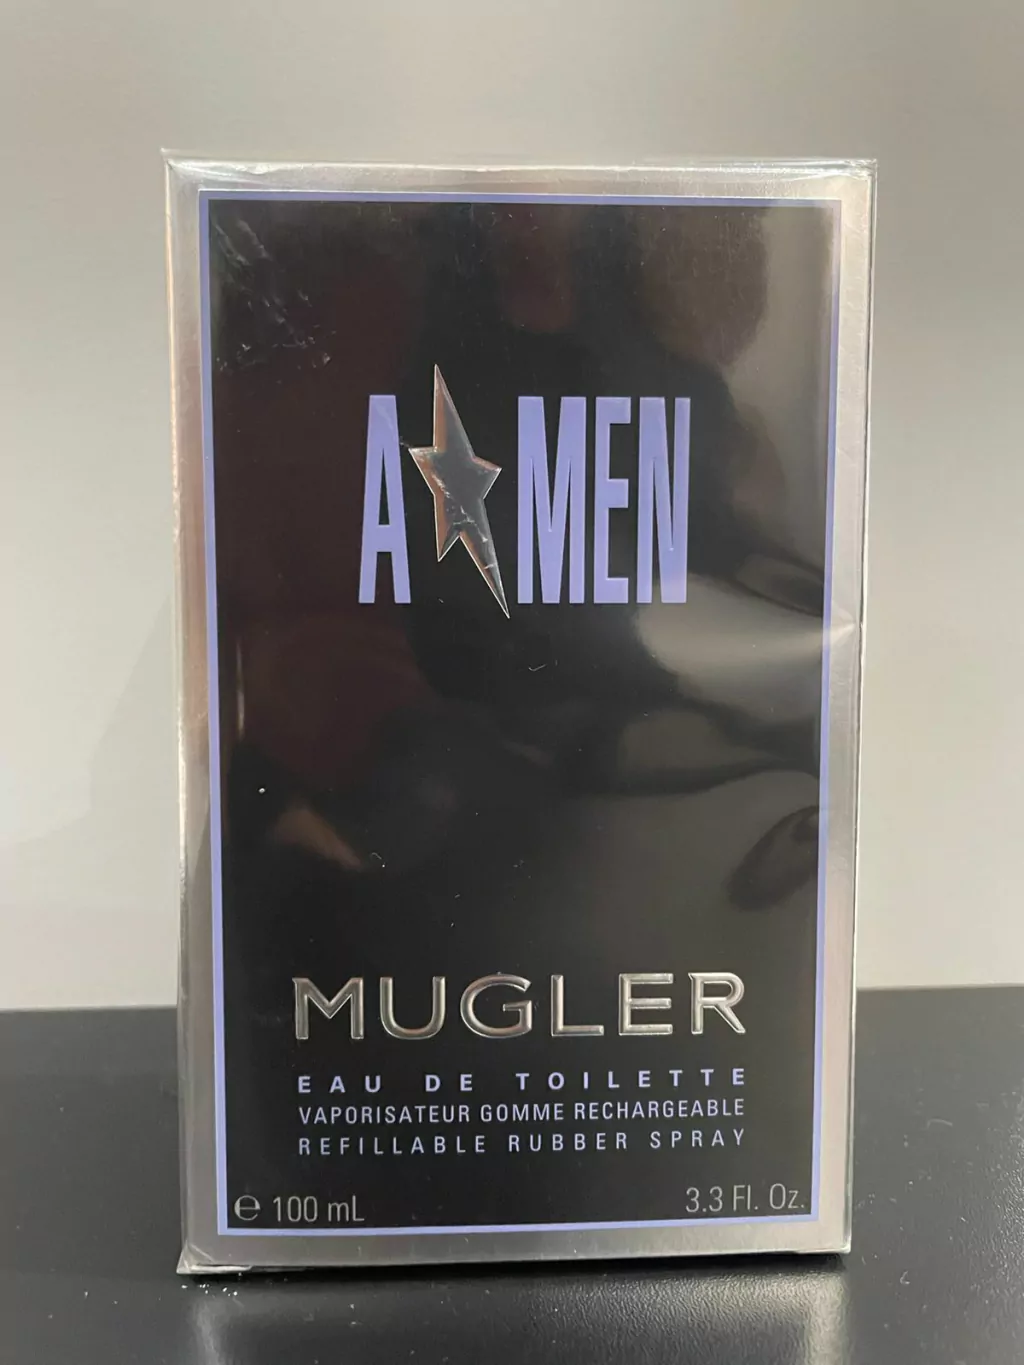 A MEN
MUGLER
EAU DE TOILETTE
VAPORISATEUR GOMME RECHARGEABLE
REFILLABLE RUBBER SPRAY
℮ 100 mL 3.3 Fl. Oz.